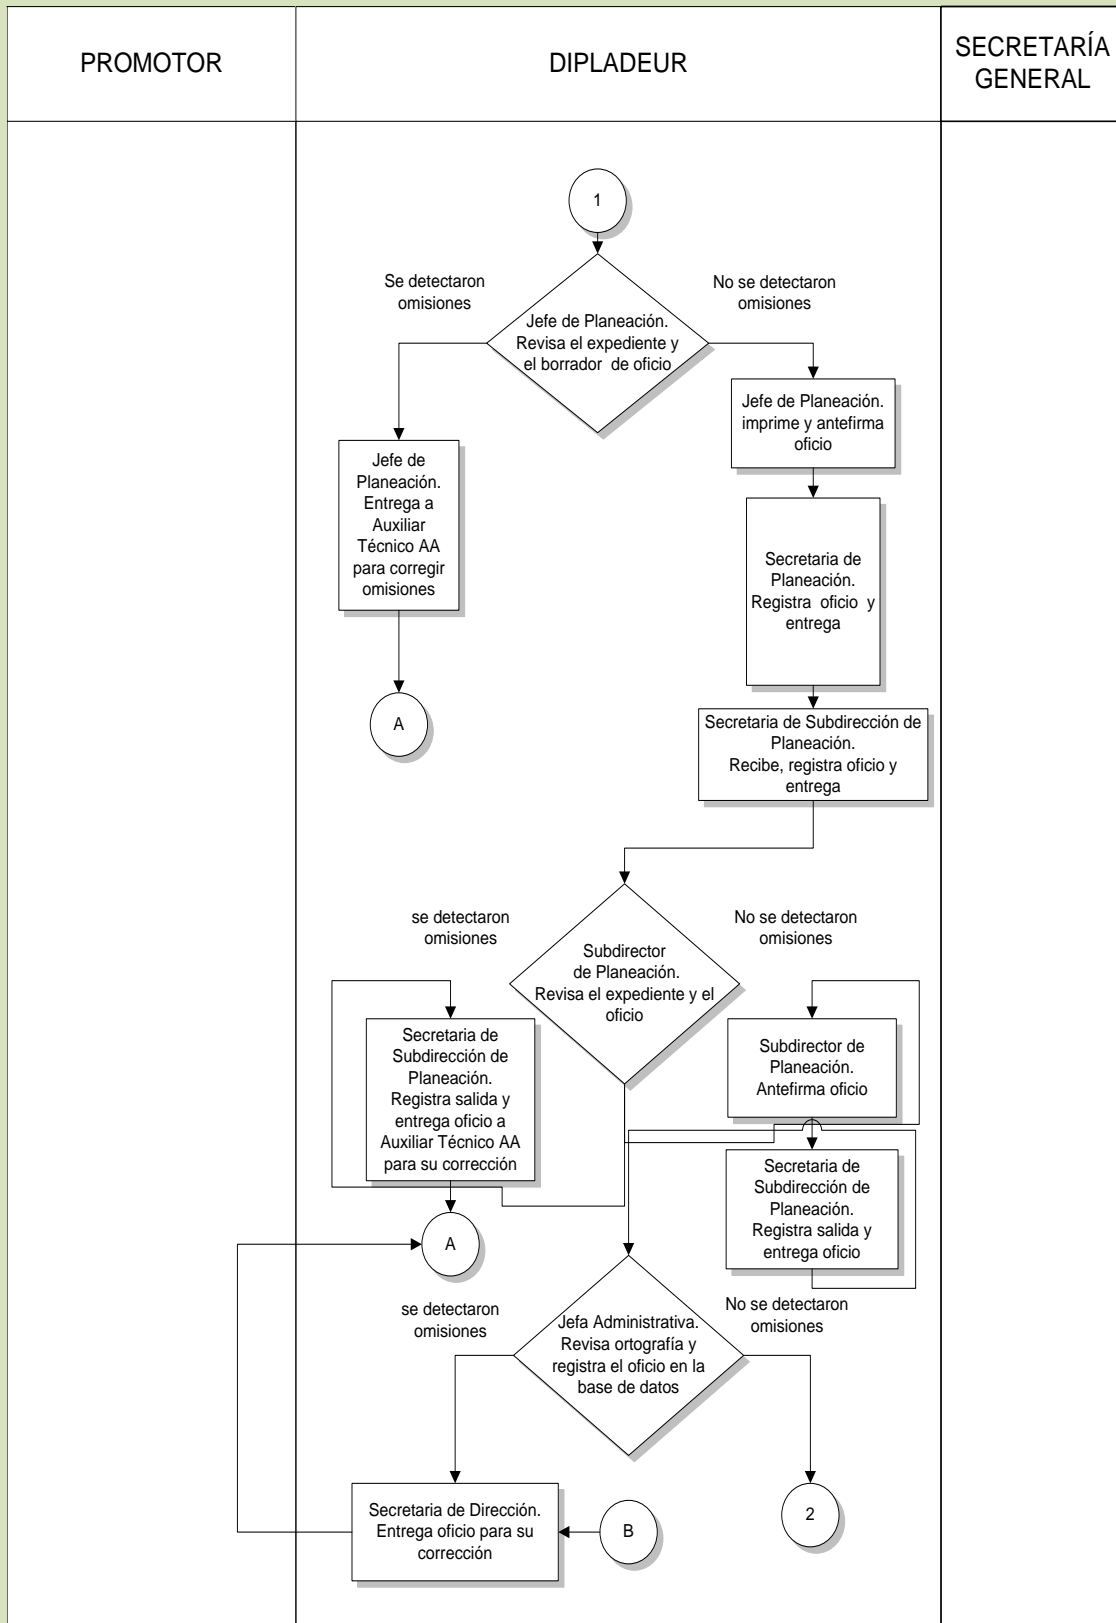 PROMOTOR
DIPLADEUR
SECRETARÍA
GENERAL
1
Se detectaron
omisiones
No se detectaron
omisiones
Jefe de Planeación.
Revisa el expediente y
el borrador de oficio
Jefe de Planeación.
imprime y antefirma
oficio
Jefe de
Planeación.
Entrega a
Auxiliar
Técnico AA
para corregir
omisiones
Secretaria de
Planeación.
Registra oficio y
entrega
A
Secretaria de Subdirección de
Planeación.
Recibe, registra oficio y
entrega
se detectaron
omisiones
No se detectaron
omisiones
Subdirector
de Planeación.
Revisa el expediente y el
oficio
Secretaria de
Subdirección de
Planeación.
Registra salida y
entrega oficio a
Auxiliar Técnico AA
para su corrección
Subdirector de
Planeación.
Antefirma oficio
Secretaria de
Subdirección de
Planeación.
Registra salida y
entrega oficio
A
se detectaron
omisiones
No se detectaron
omisiones
Jefa Administrativa.
Revisa ortografía y
registra el oficio en la
base de datos
Secretaria de Dirección.
Entrega oficio para su
corrección
B
2